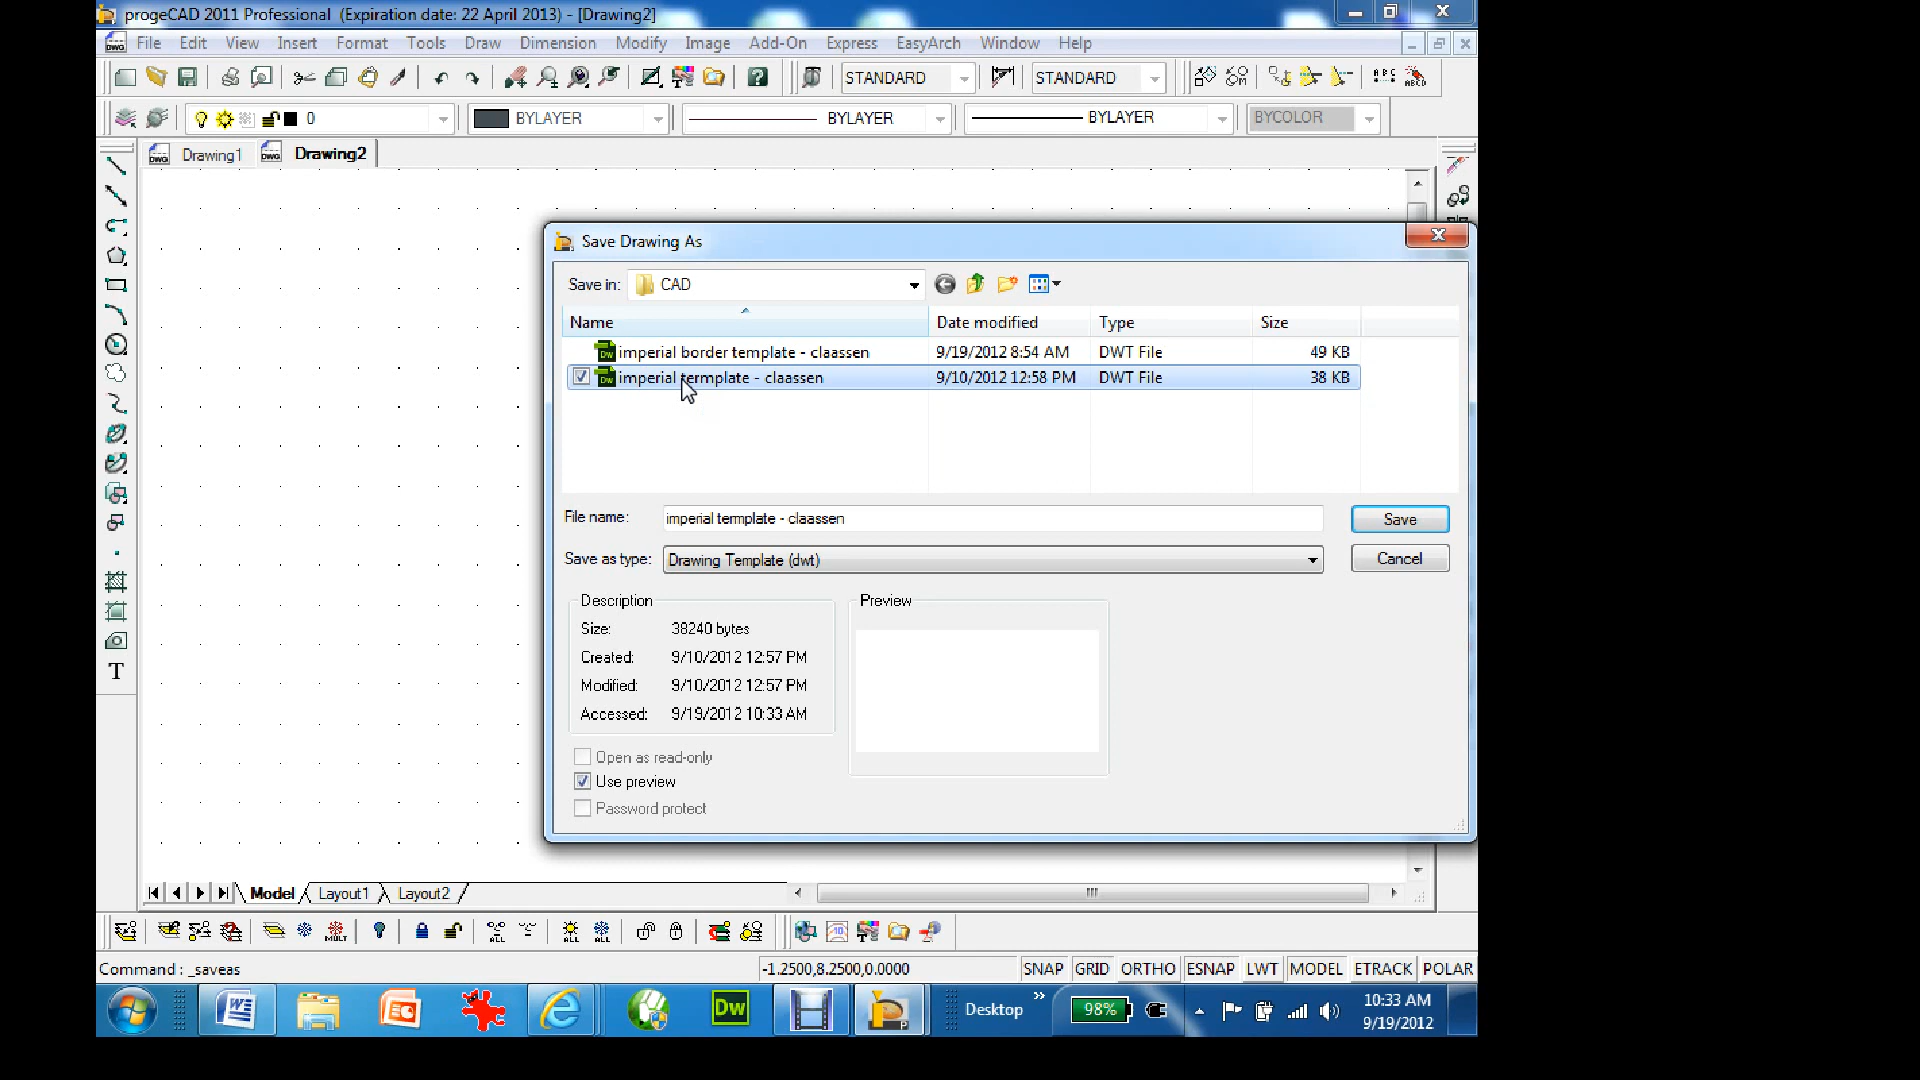 progeCAD 2011 Professional (Expiration date: 22 April 2013) - [Drawing2]
File Edit View Insert Format Tools Draw Dimension Modify Image Add-On Express EasyArch Window Help
STANDARD STANDARD
0 BYLAYER BYLAYER BYLAYER BYCOLOR
Drawing1 Drawing2
Save Drawing As
Save in: CAD
Name Date modified Type Size
imperial border template - claassen 9/19/2012 8:54 AM DWT File 49 KB
imperial termplate - claassen 9/10/2012 12:58 PM DWT File 38 KB
File name: imperial termplate - claassen Save
Save as type: Drawing Template (dwt) Cancel
Description Preview
Size: 38240 bytes
Created: 9/10/2012 12:57 PM
Modified: 9/10/2012 12:57 PM
Accessed: 9/19/2012 10:33 AM
Open as read-only
Use preview
Password protect
T
Model Layout1 Layout2
Command : _saveas -1.2500,8.2500,0.0000 SNAP GRID ORTHO ESNAP LWT MODEL ETRACK POLAR
Dw Desktop 98% 10:33 AM
9/19/2012